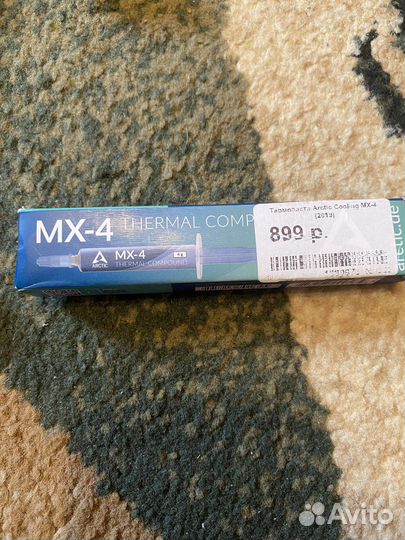 MX-4 THERMAL COMPOU
Термопаста Arctic Cooling MX-4
(2019)
899 р.
arctic.de
MX-4
4g
ARCTIC
THERMAL COMPOUND
Avito